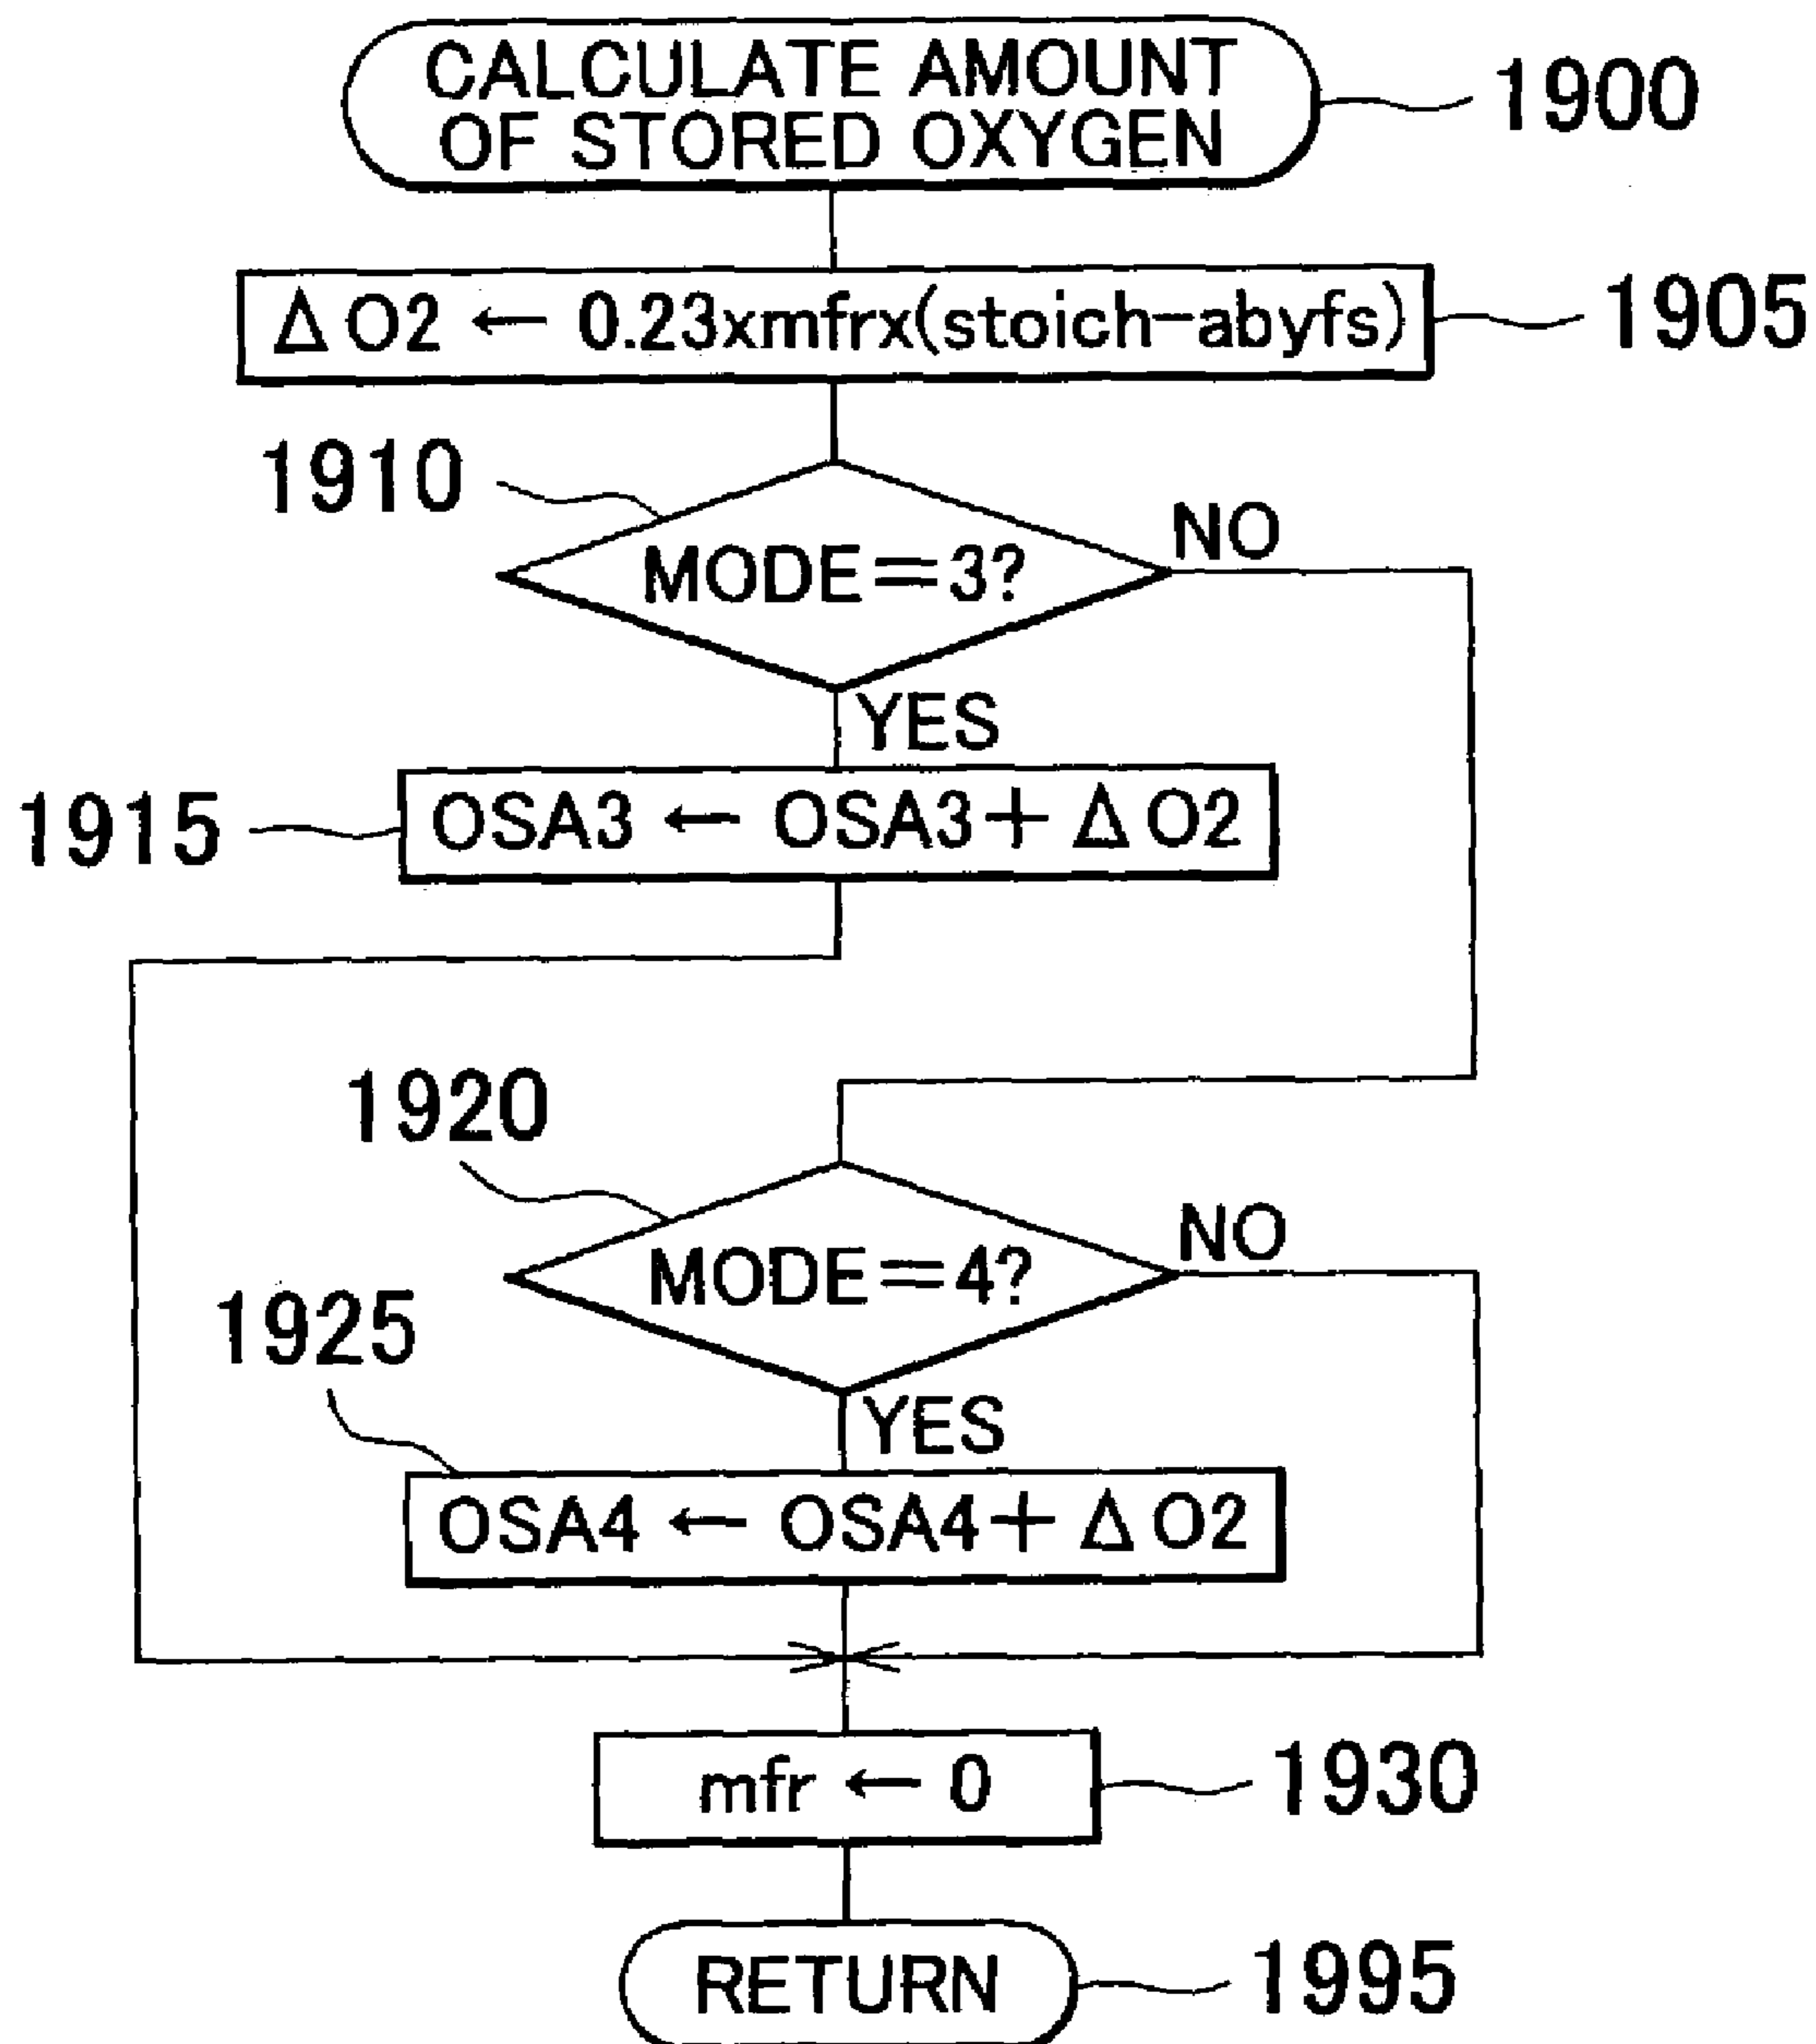 CALCULATE AMOUNT
OF STORED OXYGEN
1900
ΔO2 ← 0.23xmfrx(stoich-abyfs)
1905
1910
MODE=3?
NO
YES
1915
OSA3 ← OSA3+ΔO2
1920
MODE=4?
NO
1925
YES
OSA4 ← OSA4+ΔO2
mfr ← 0
1930
RETURN
1995